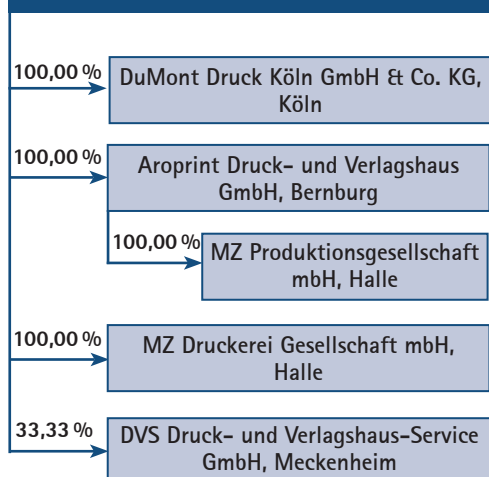 100,00 %
DuMont Druck Köln GmbH & Co. KG,
Köln
100,00 %
Aroprint Druck- und Verlagshaus
GmbH, Bernburg
100,00 %
MZ Produktionsgesellschaft
mbH, Halle
100,00 %
MZ Druckerei Gesellschaft mbH,
Halle
33,33 %
DVS Druck- und Verlagshaus-Service
GmbH, Meckenheim